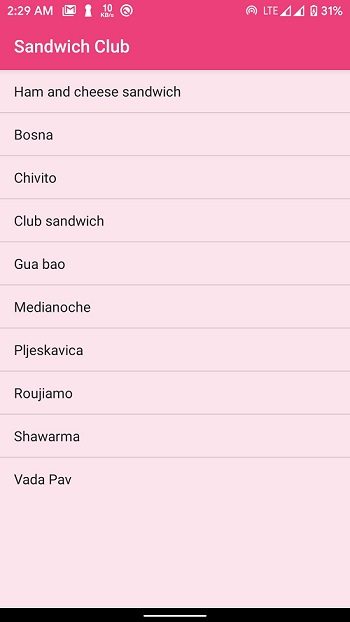 2:29 AM 10 KB/s LTE 31%
Sandwich Club
Ham and cheese sandwich
Bosna
Chivito
Club sandwich
Gua bao
Medianoche
Pljeskavica
Roujiamo
Shawarma
Vada Pav